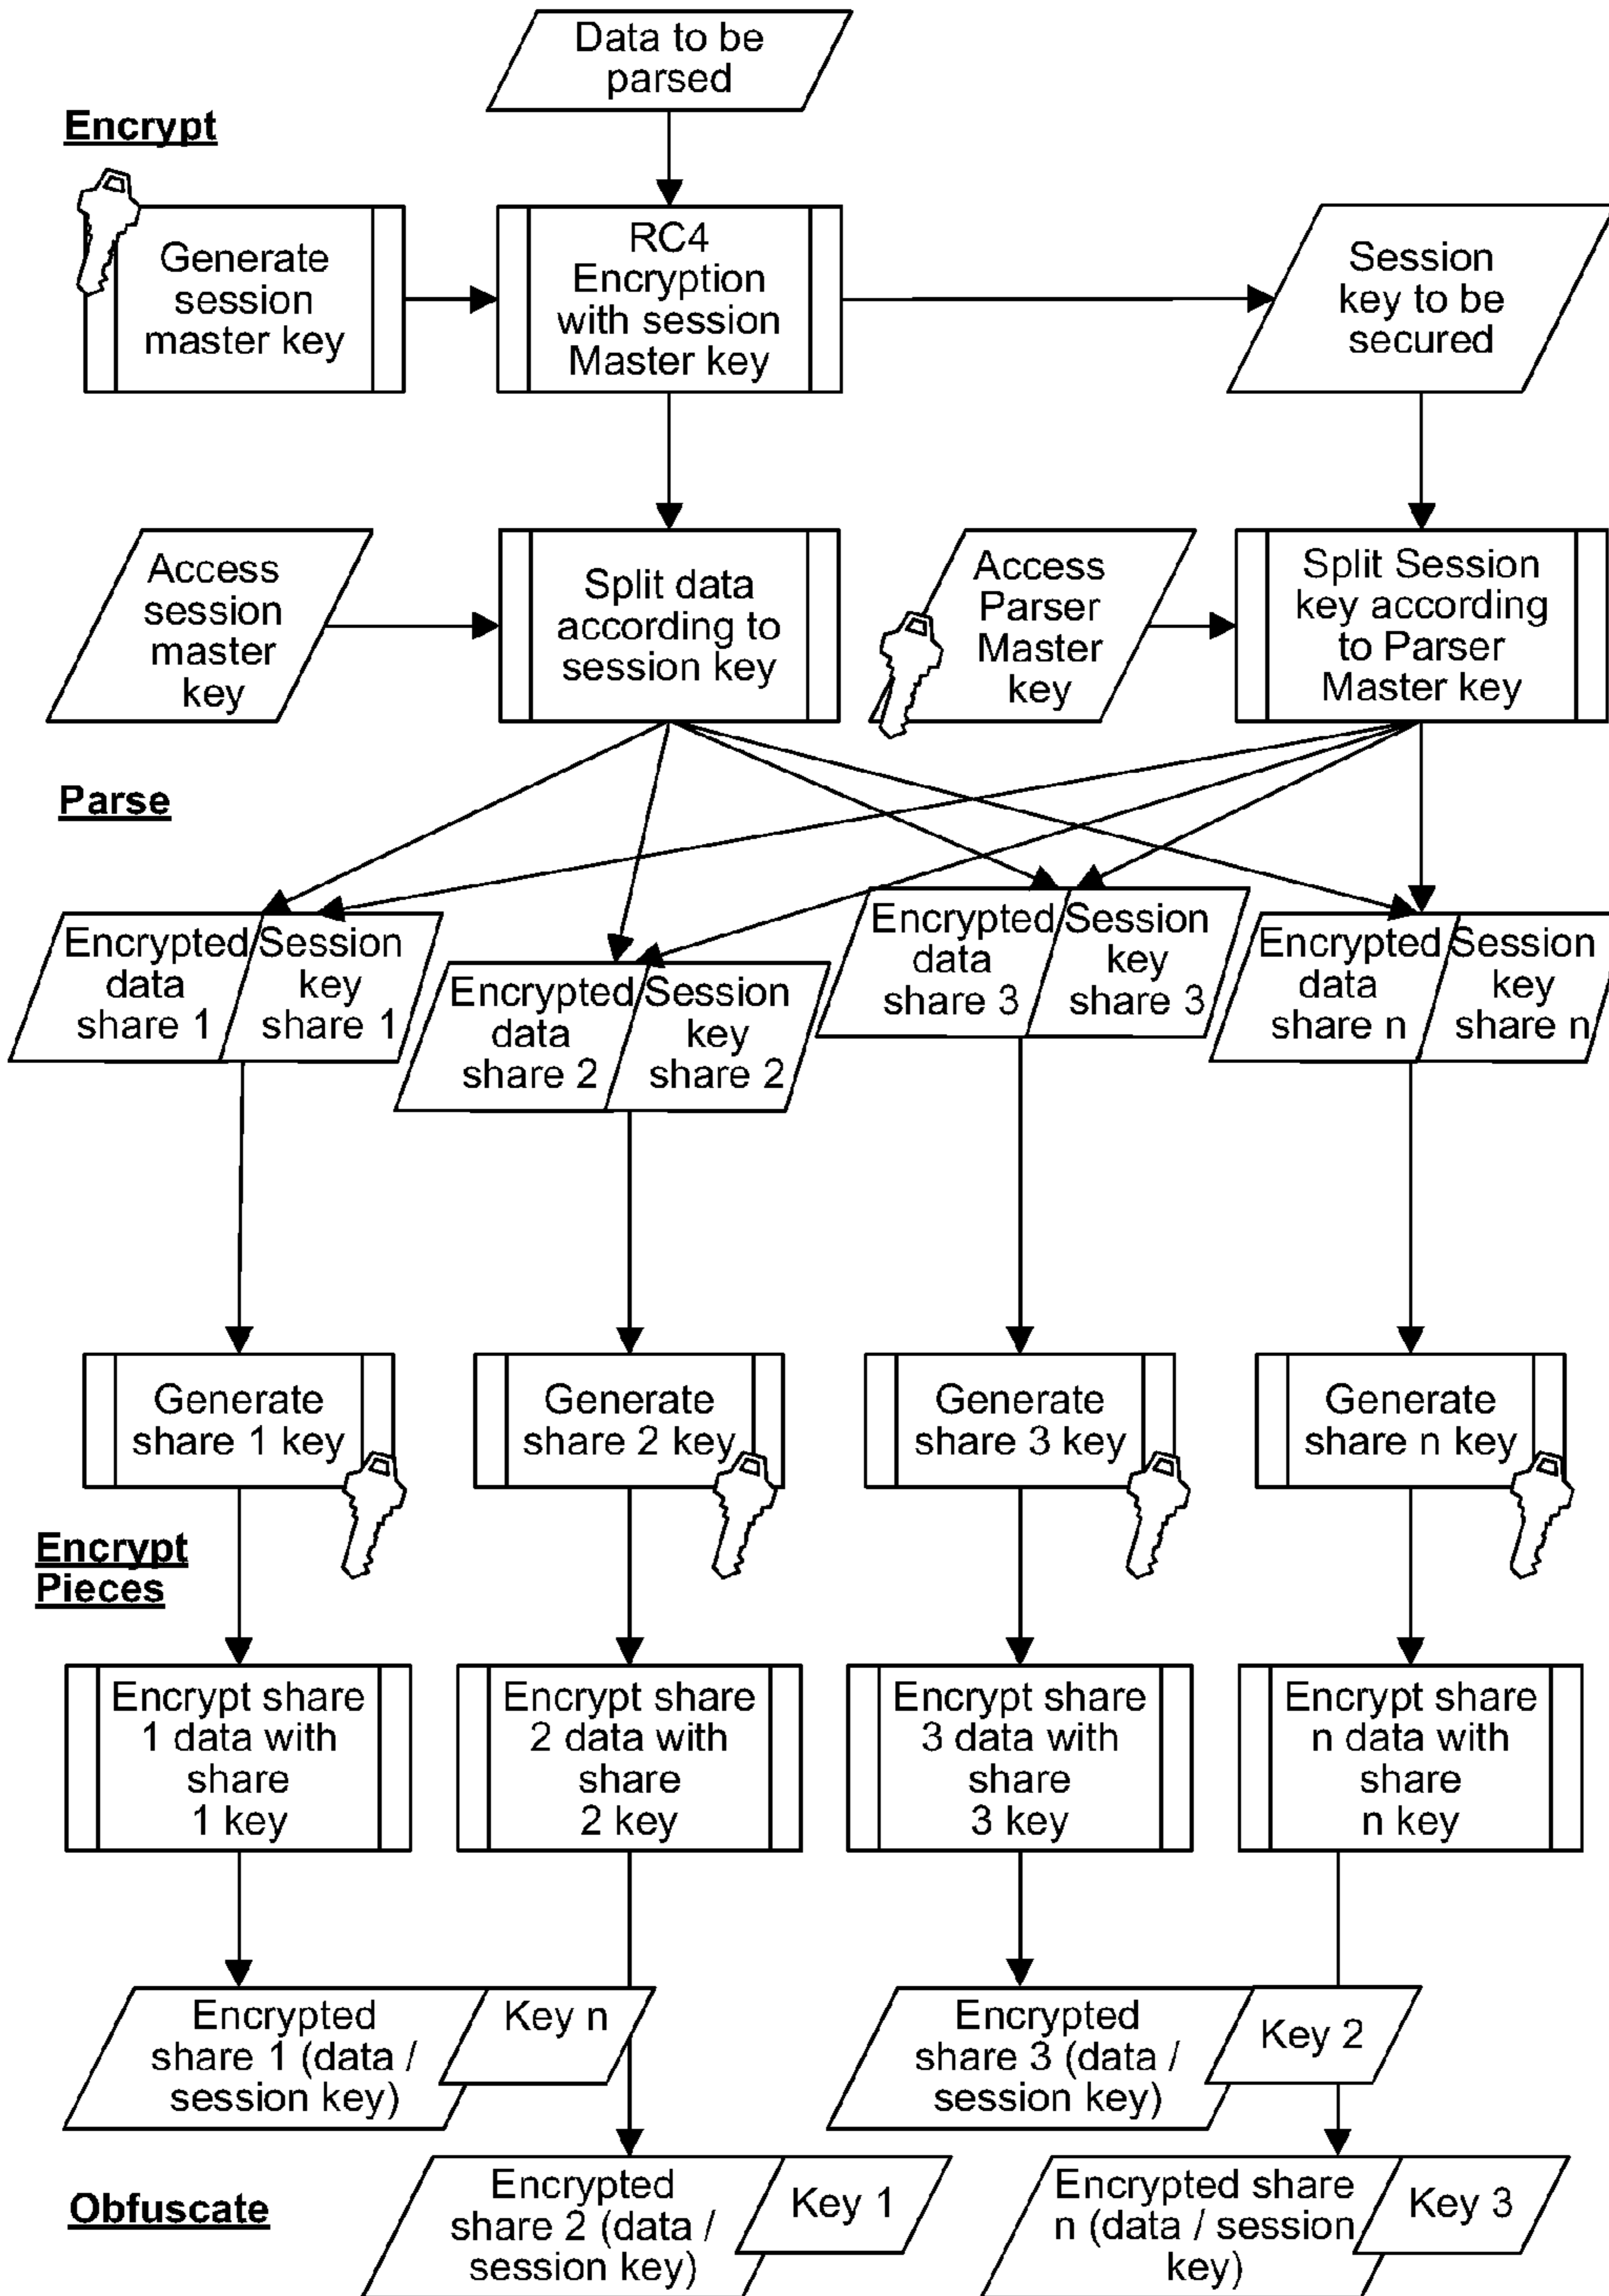 Data to be
parsed
Encrypt
Generate
session
master key
RC4
Encryption
with session
Master key
Session
key to be
secured
Access
session
master
key
Split data
according to
session key
Access
Parser
Master
key
Split Session
key according
to Parser
Master key
Parse
Encrypted
data
share 1
Session
key
share 1
Encrypted
data
share 2
Session
key
share 2
Encrypted
data
share 3
Session
key
share 3
Encrypted
data
share n
Session
key
share n
Generate
share 1 key
Generate
share 2 key
Generate
share 3 key
Generate
share n key
Encrypt
Pieces
Encrypt share
1 data with
share
1 key
Encrypt share
2 data with
share
2 key
Encrypt share
3 data with
share
3 key
Encrypt share
n data with
share
n key
Encrypted
share 1 (data /
session key)
Key n
Encrypted
share 3 (data /
session key)
Key 2
Obfuscate
Encrypted
share 2 (data /
session key)
Key 1
Encrypted share
n (data / session
key)
Key 3